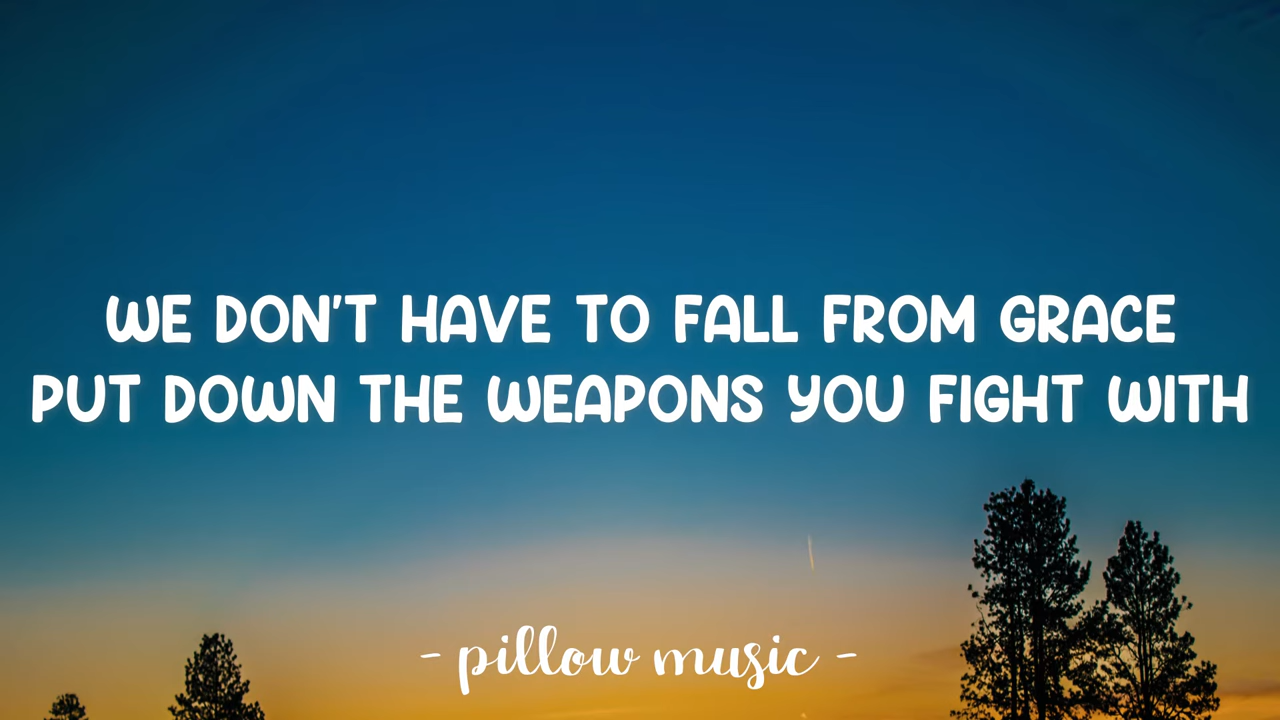 WE DON'T HAVE TO FALL FROM GRACE
PUT DOWN THE WEAPONS YOU FIGHT WITH
- pillow music -